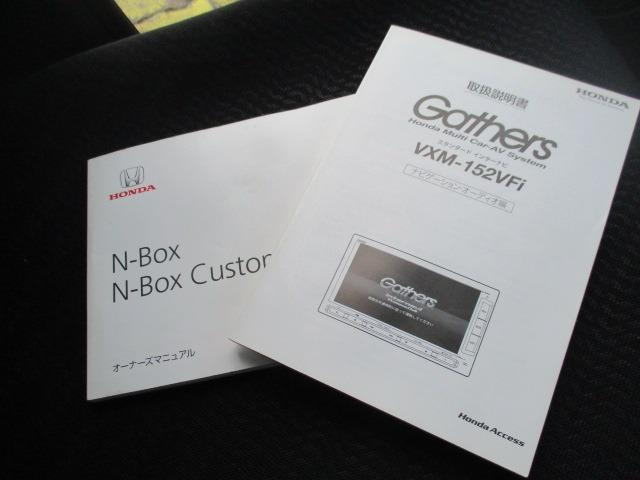 HONDA
N-Box
N-Box Custom
オーナーズマニュアル
取扱説明書
HONDA
Gathers
Honda Multi Car-AV System
スタンダード インターナビ
VXM-152VFi
ナビゲーション・オーディオ編
Gathers
Honda Access